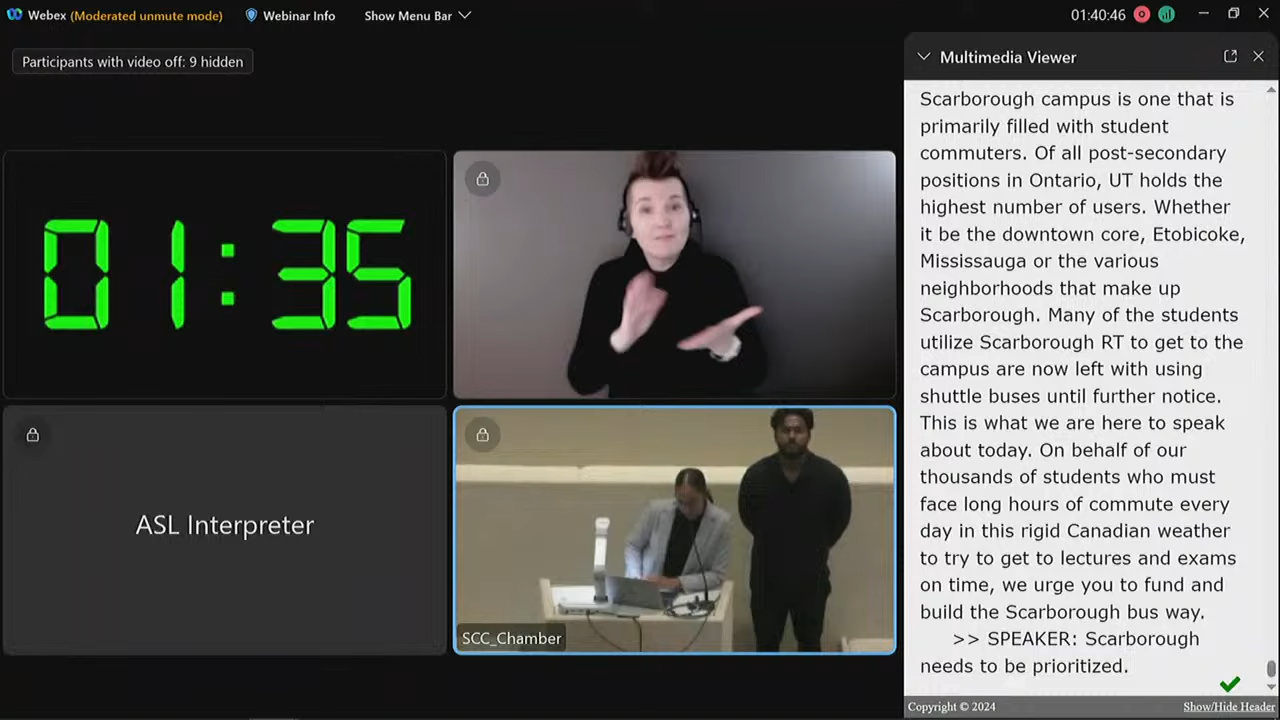 Webex (Moderated unmute mode)
Webinar Info
Show Menu Bar
01:40:46
Participants with video off: 9 hidden
01:35
ASL Interpreter
SCC_Chamber
Multimedia Viewer
Scarborough campus is one that is
primarily filled with student
commuters. Of all post-secondary
positions in Ontario, UT holds the
highest number of users. Whether
it be the downtown core, Etobicoke,
Mississauga or the various
neighborhoods that make up
Scarborough. Many of the students
utilize Scarborough RT to get to the
campus are now left with using
shuttle buses until further notice.
This is what we are here to speak
about today. On behalf of our
thousands of students who must
face long hours of commute every
day in this rigid Canadian weather
to try to get to lectures and exams
on time, we urge you to fund and
build the Scarborough bus way.
>> SPEAKER: Scarborough
needs to be prioritized.
Copyright © 2024
Show/Hide Header